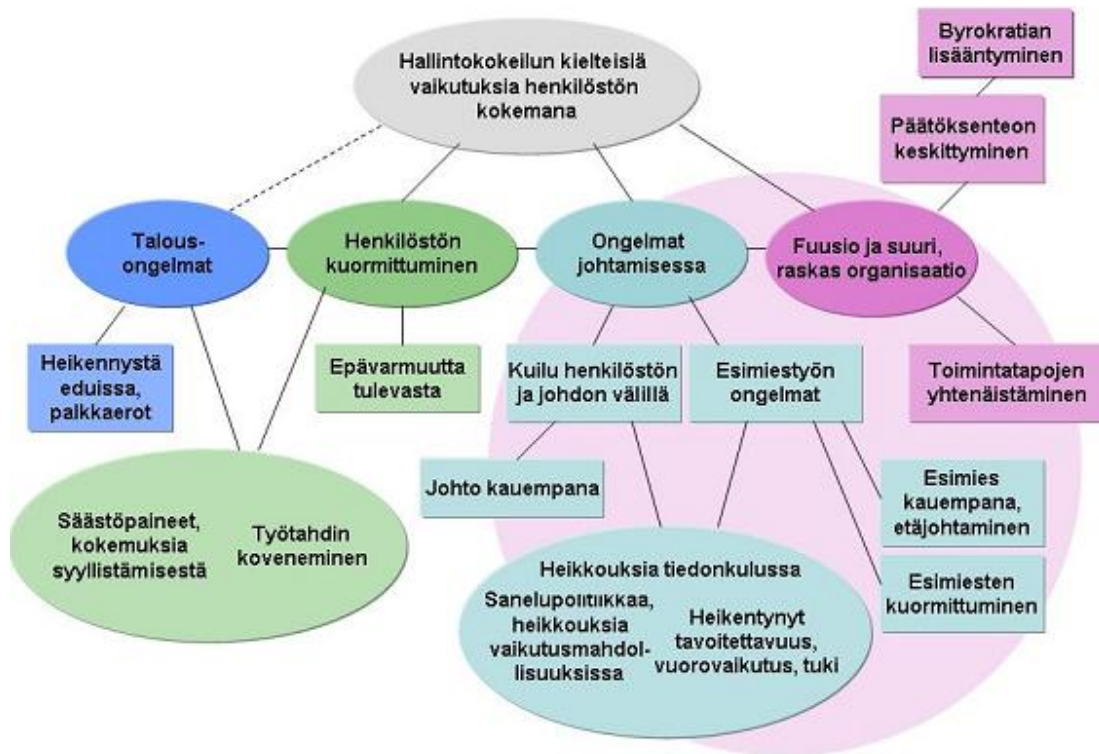 Hallintokokeilun kielteisiä
vaikutuksia henkilöstön
kokemana
Byrokratian
lisääntyminen
Päätöksenteon
keskittyminen
Talous-
ongelmat
Henkilöstön
kuormittuminen
Ongelmat
johtamisessa
Fuusio ja suuri,
raskas organisaatio
Heikennystä
eduissa,
palkkaerot
Epävarmuutta
tulevasta
Kuilu henkilöstön
ja johdon välillä
Esimiestyön
ongelmat
Toimintatapojen
yhtenäistäminen
Johto kauempana
Esimies
kauempana,
etäjohtaminen
Säästöpaineet,
kokemuksia
syyllistämisestä
Työtahdin
koveneminen
Esimiesten
kuormittuminen
Heikkouksia tiedonkulussa
Sanelupolitiikkaa,
heikkouksia
vaikutusmahdol-
lisuuksissa
Heikentynyt
tavoitettavuus,
vuorovaikutus, tuki